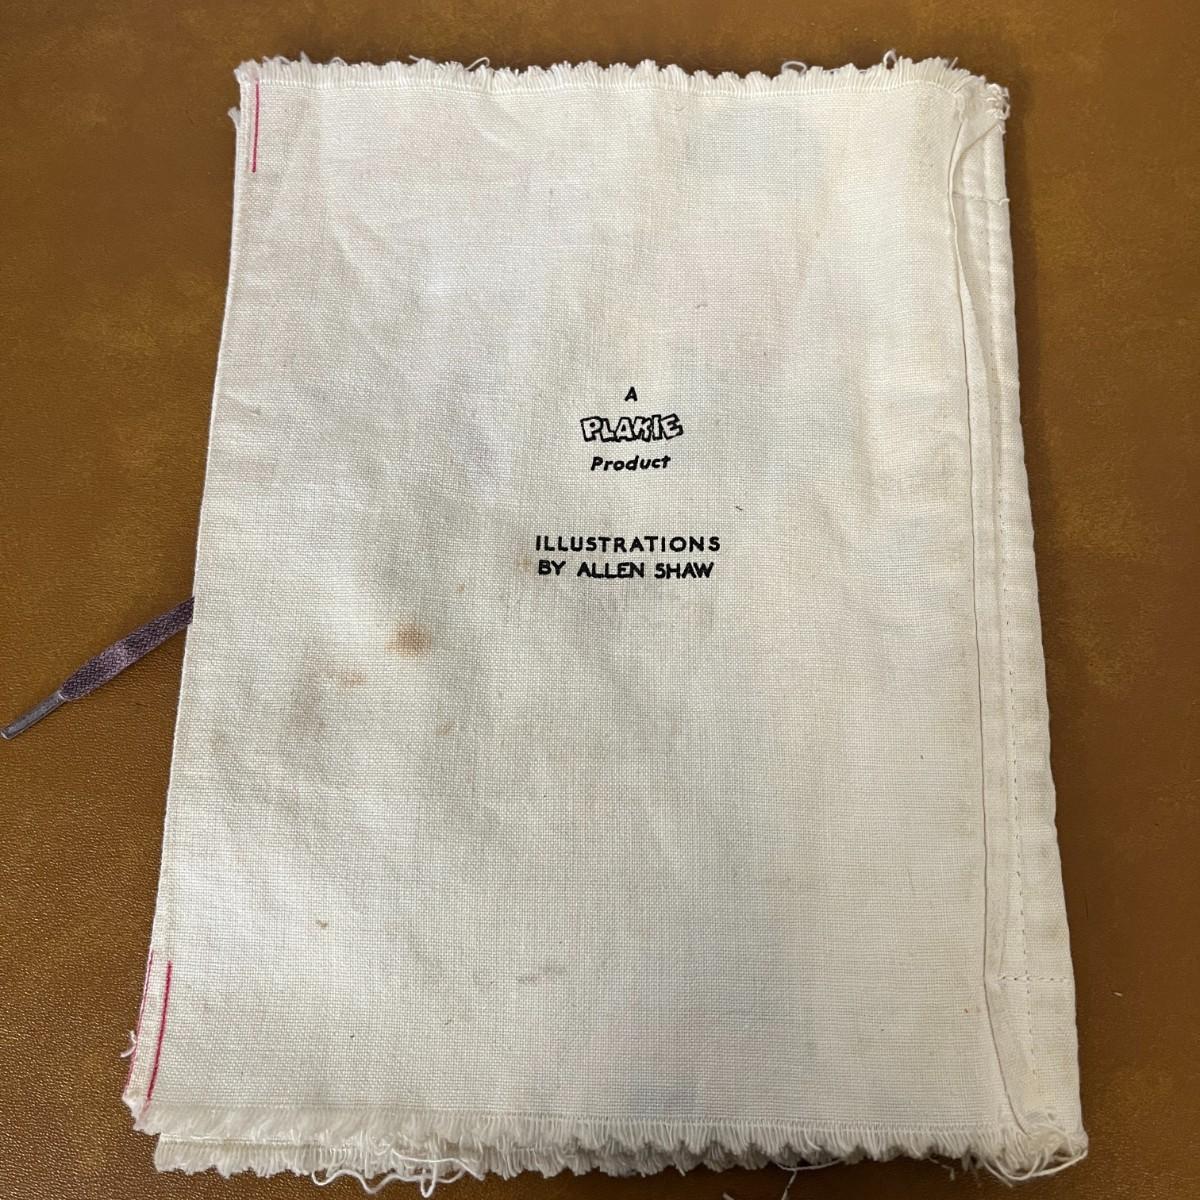 A
PLAKIE
Product
ILLUSTRATIONS
BY ALLEN SHAW